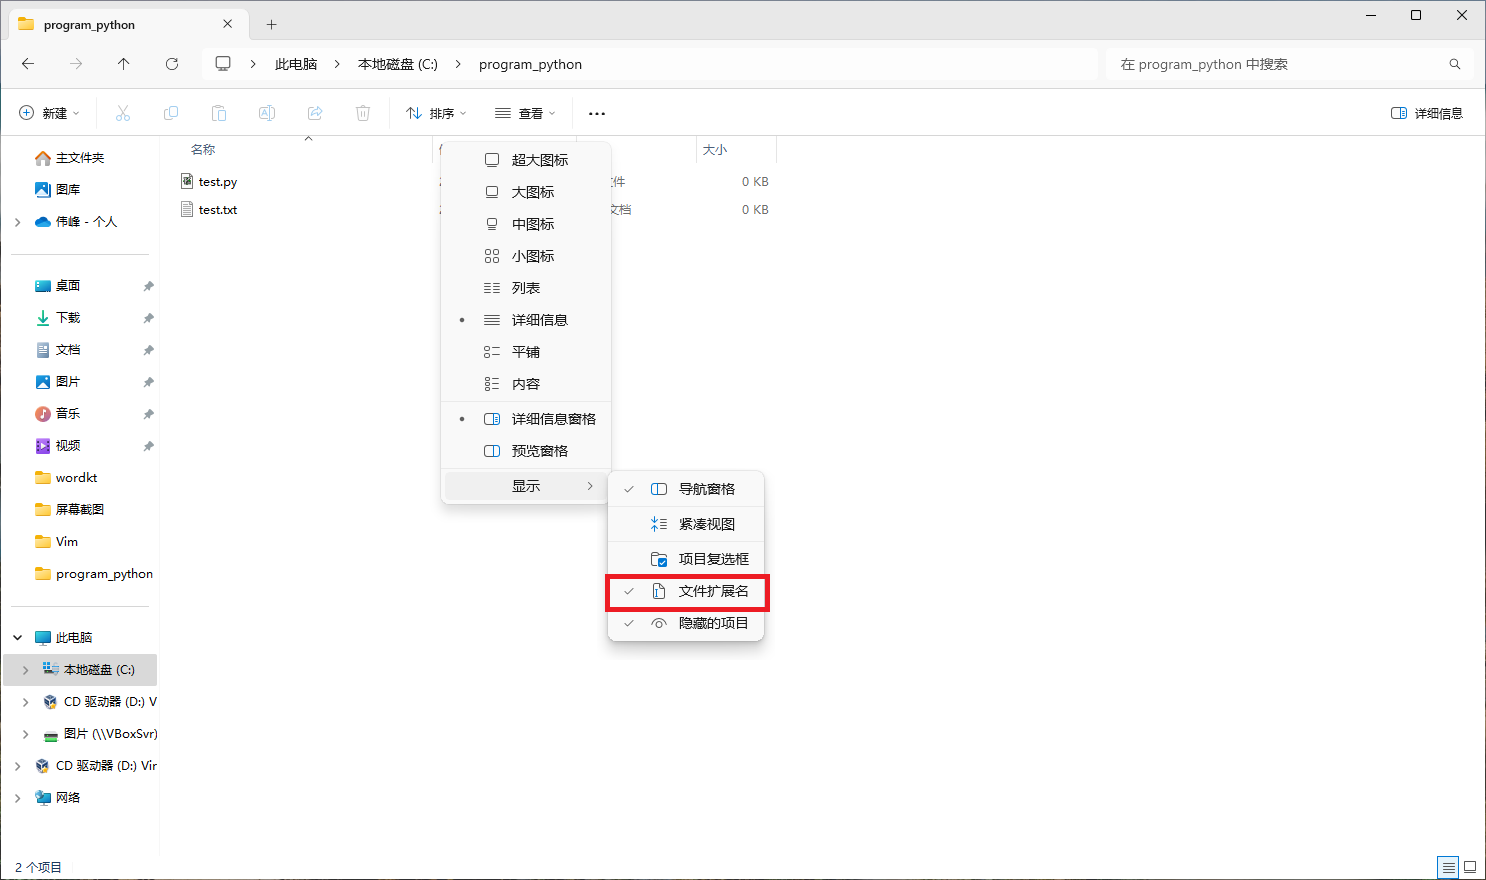 program_python
此电脑 本地磁盘 (C:) program_python
在 program_python 中搜索
新建 排序 查看 ... 详细信息
名称 大小
test.py 件 0 KB
test.txt 文档 0 KB
主文件夹
图库
伟峰 - 个人
桌面
下载
文档
图片
音乐
视频
wordkt
屏幕截图
Vim
program_python
此电脑
本地磁盘 (C:)
CD 驱动器 (D:) V
图片 (\\VBoxSvr)
CD 驱动器 (D:) Vir
网络
超大图标
大图标
中图标
小图标
列表
详细信息
平铺
内容
详细信息窗格
预览窗格
显示
导航窗格
紧凑视图
项目复选框
文件扩展名
隐藏的项目
2 个项目